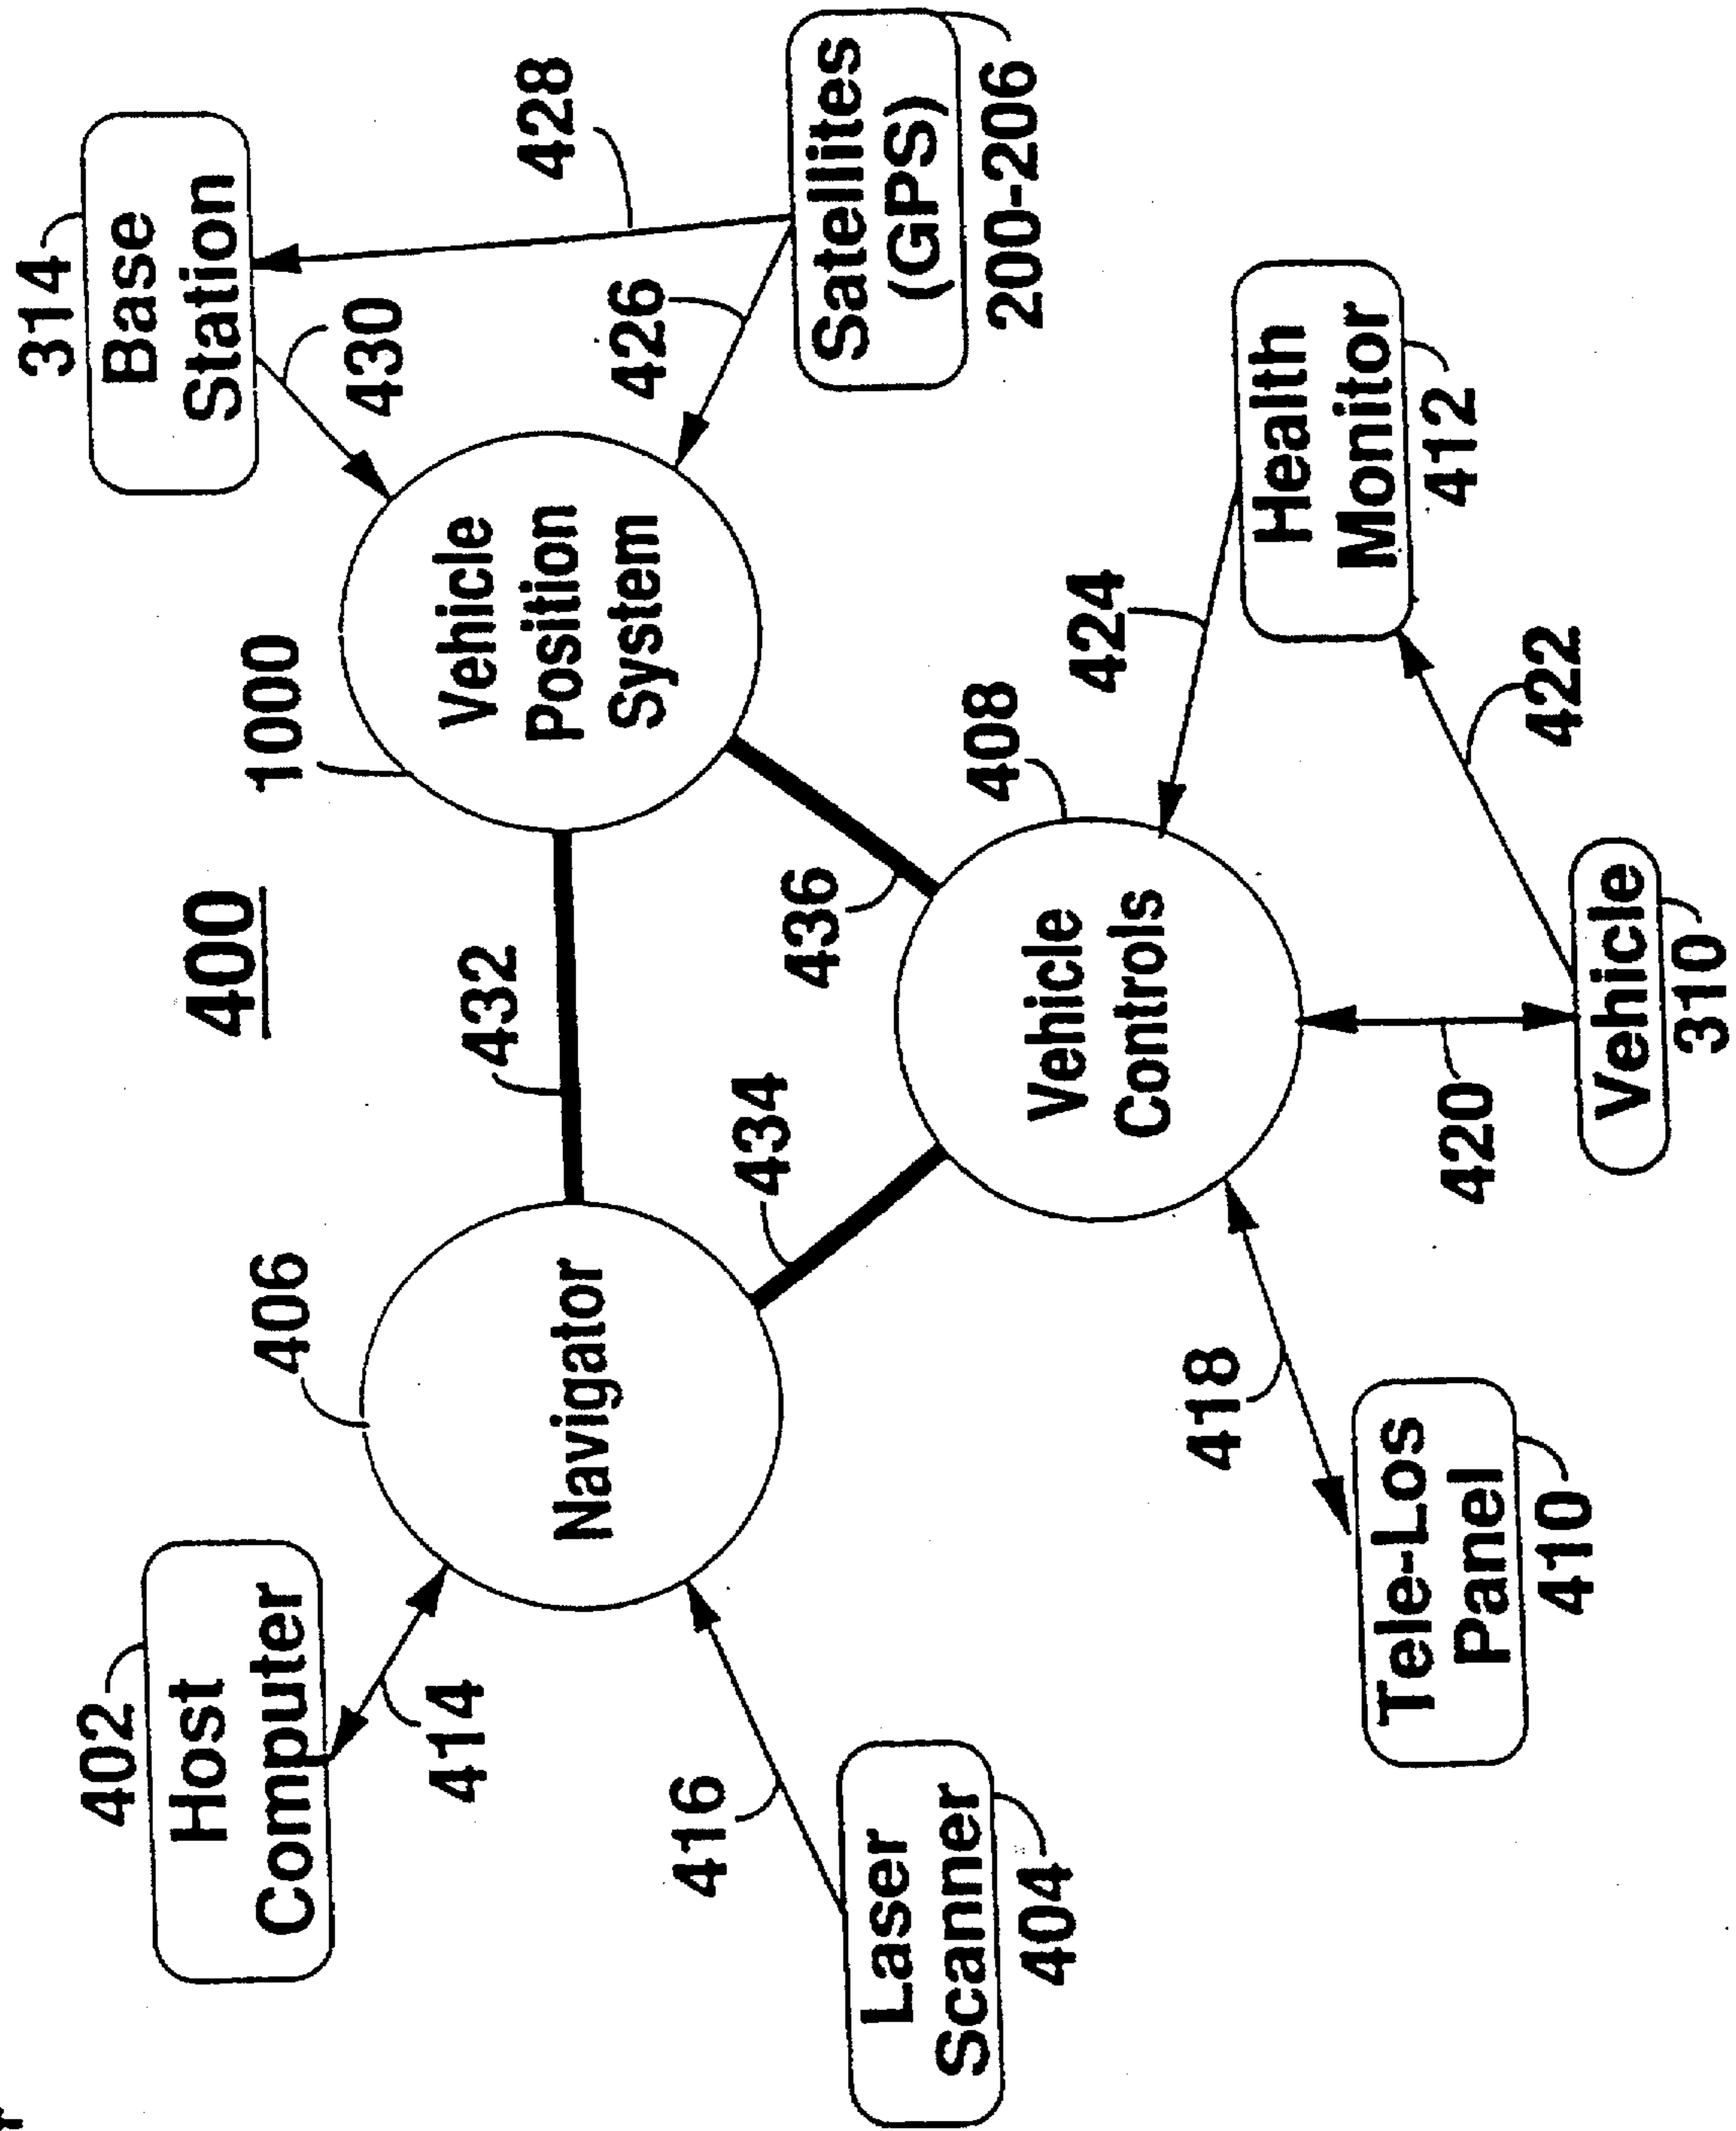 400
402
Host
Computer
414
406
Navigator
432
1000
Vehicle
Position
System
314
Base
Station
430
428
426
Satellites
(GPS)
200-206
416
Laser
Scanner
404
434
436
408
Vehicle
Controls
424
Health
Monitor
412
418
Tele-Los
Panel
410
420
422
Vehicle
310